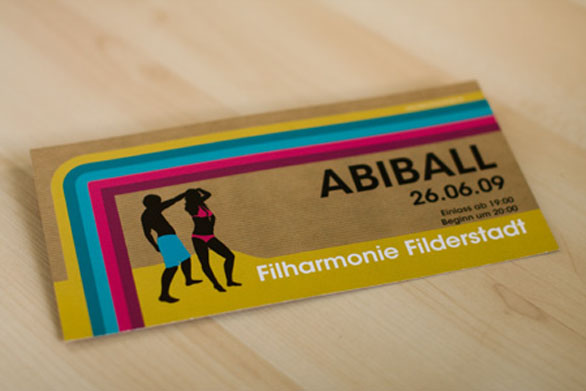 ABIBALL
26.06.09
Einlass ab 19:00
Beginn um 20:00
Filharmonie Filderstadt